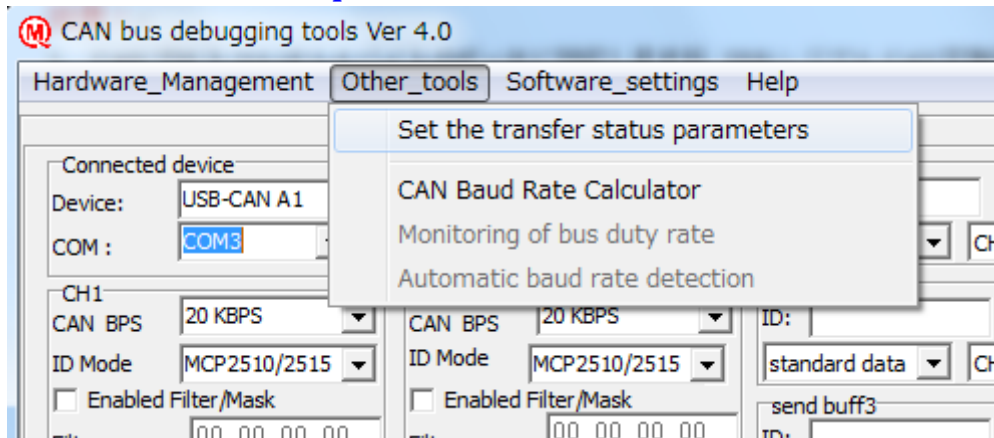 CAN bus debugging tools Ver 4.0
Hardware_Management Other_tools Software_settings Help
Set the transfer status parameters
CAN Baud Rate Calculator
Monitoring of bus duty rate
Automatic baud rate detection
Connected device
Device: USB-CAN A1
COM : COM3
CH1
CAN BPS 20 KBPS
ID Mode MCP2510/2515
Enabled Filter/Mask
00 00 00 00
CAN BPS 20 KBPS
ID Mode MCP2510/2515
Enabled Filter/Mask
00 00 00 00
ID:
standard data
send buff3
ID: